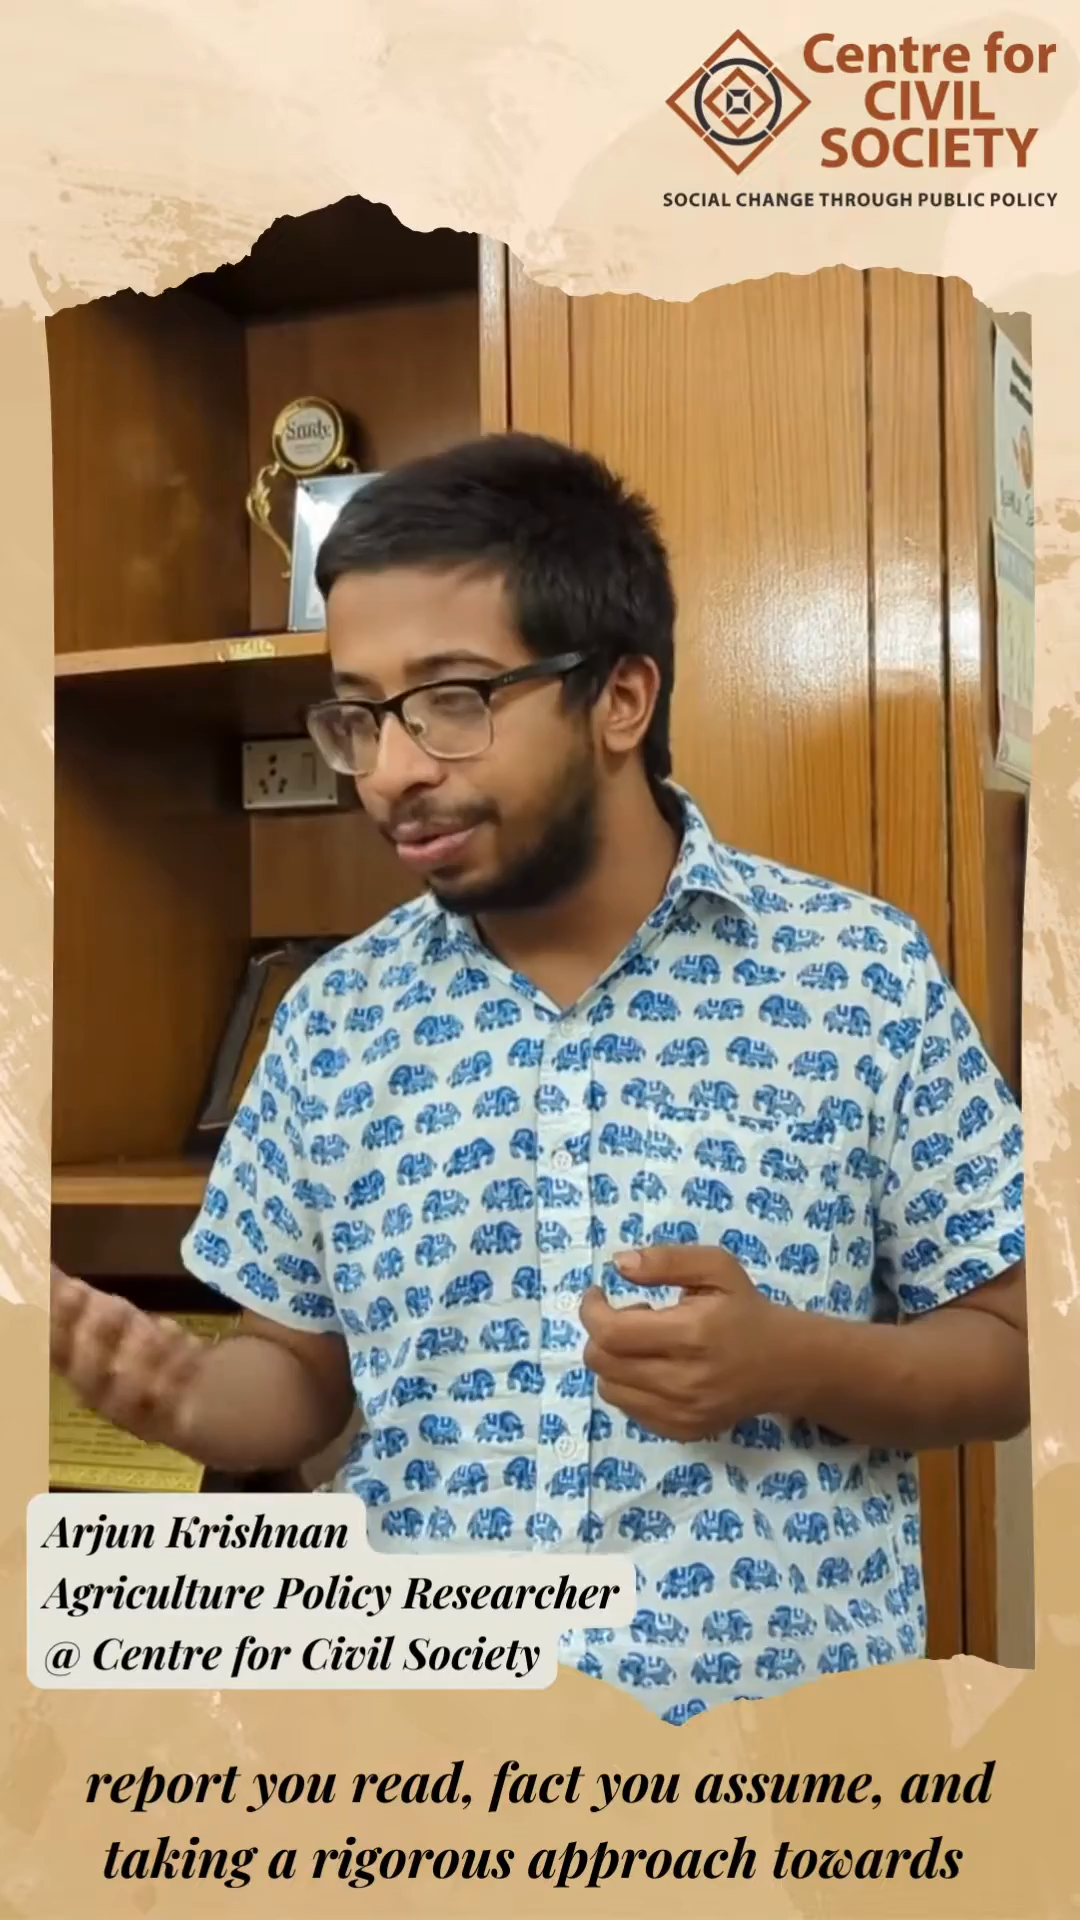 Centre for
CIVIL
SOCIETY
SOCIAL CHANGE THROUGH PUBLIC POLICY
Study
Arjun Krishnan
Agriculture Policy Researcher
@ Centre for Civil Society
report you read, fact you assume, and
taking a rigorous approach towards